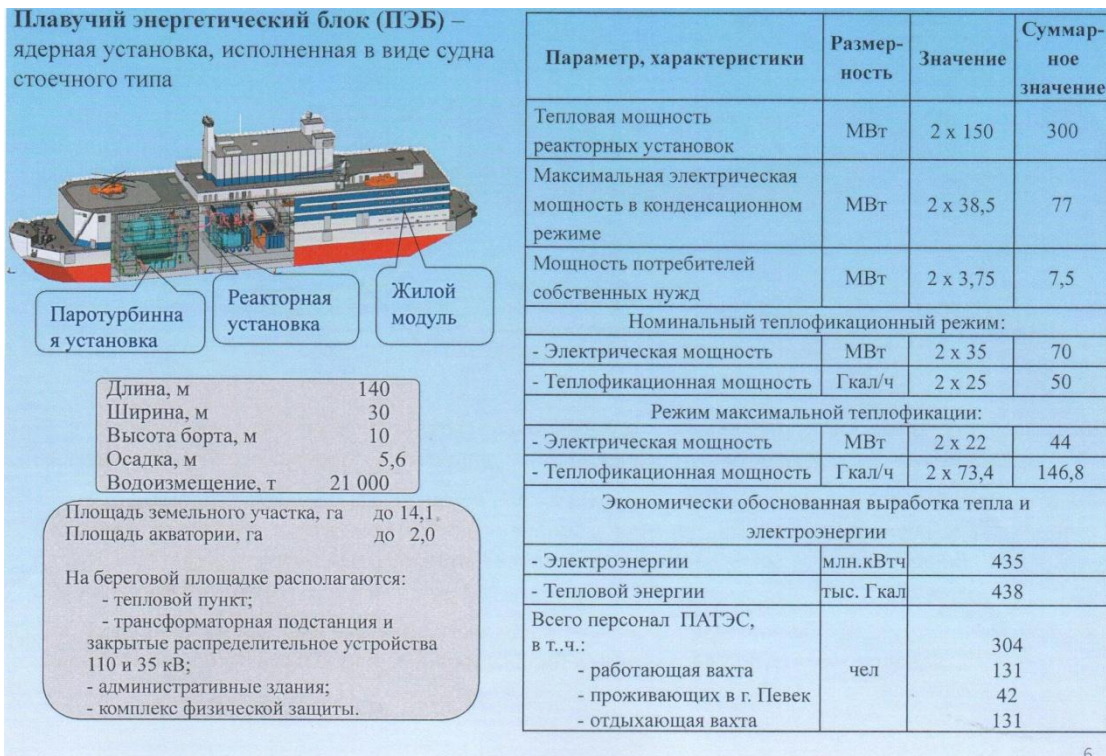 Плавучий энергетический блок (ПЭБ) –
ядерная установка, исполненная в виде судна
стоечного типа
Паротурбинна
я установка
Реакторная
установка
Жилой
модуль
Длина, м 140
Ширина, м 30
Высота борта, м 10
Осадка, м 5,6
Водоизмещение, т 21 000
Площадь земельного участка, га до 14,1
Площадь акватории, га до 2,0
На береговой площадке располагаются:
- тепловой пункт;
- трансформаторная подстанция и
закрытые распределительное устройства
110 и 35 кВ;
- административные здания;
- комплекс физической защиты.
Параметр, характеристики Размер- Значение Суммар-
ность ное
значение
Тепловая мощность
реакторных установок МВт 2 x 150 300
Максимальная электрическая
мощность в конденсационном МВт 2 x 38,5 77
режиме
Мощность потребителей
собственных нужд МВт 2 x 3,75 7,5
Номинальный теплофикационный режим:
- Электрическая мощность МВт 2 x 35 70
- Теплофикационная мощность Гкал/ч 2 x 25 50
Режим максимальной теплофикации:
- Электрическая мощность МВт 2 x 22 44
- Теплофикационная мощность Гкал/ч 2 x 73,4 146,8
Экономически обоснованная выработка тепла и
электроэнергии
- Электроэнергии млн.кВтч 435
- Тепловой энергии тыс. Гкал 438
Всего персонал ПАТЭС,
в т..ч.: 304
- работающая вахта чел 131
- проживающих в г. Певек 42
- отдыхающая вахта 131
6